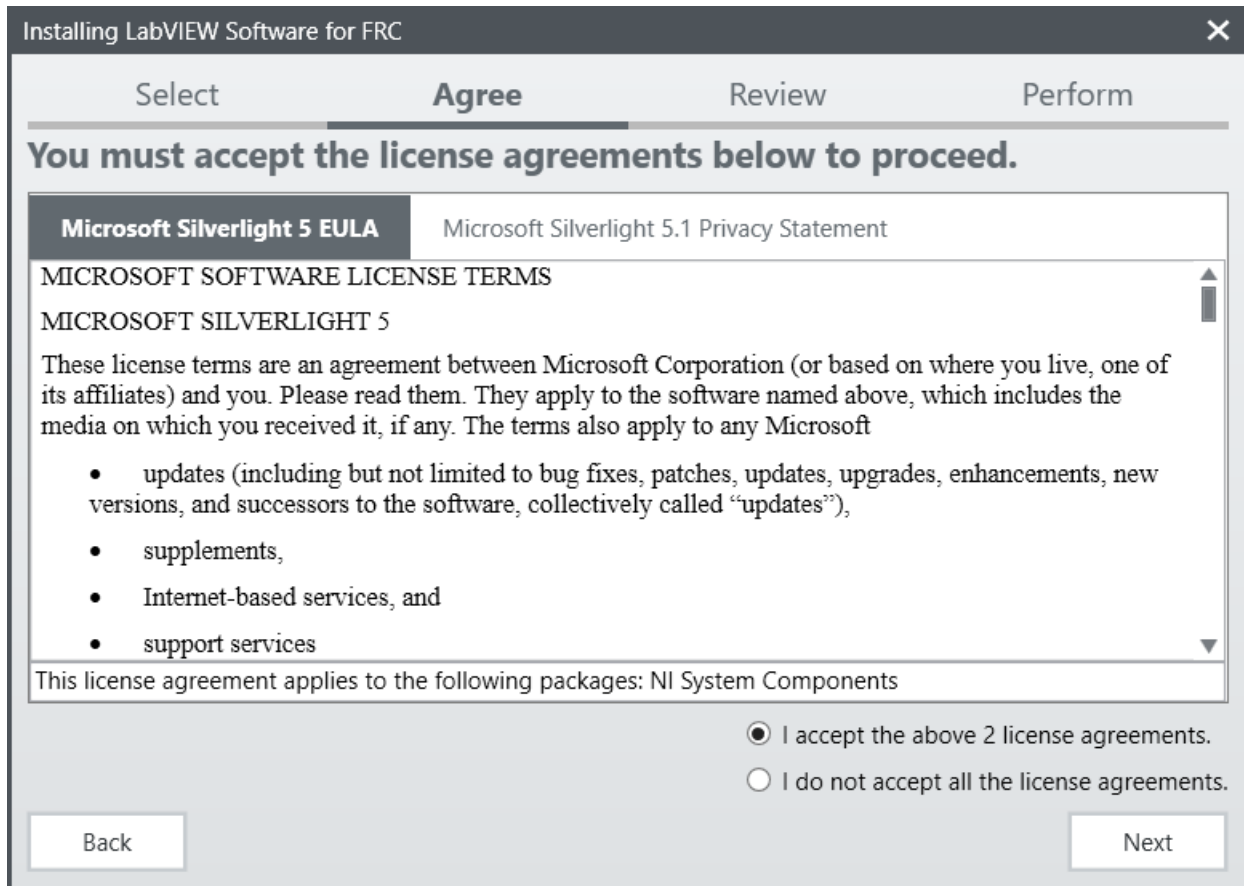 Installing LabVIEW Software for FRC
Select Agree Review Perform
You must accept the license agreements below to proceed.
Microsoft Silverlight 5 EULA Microsoft Silverlight 5.1 Privacy Statement
MICROSOFT SOFTWARE LICENSE TERMS
MICROSOFT SILVERLIGHT 5
These license terms are an agreement between Microsoft Corporation (or based on where you live, one of
its affiliates) and you. Please read them. They apply to the software named above, which includes the
media on which you received it, if any. The terms also apply to any Microsoft
• updates (including but not limited to bug fixes, patches, updates, upgrades, enhancements, new
versions, and successors to the software, collectively called “updates”),
• supplements,
• Internet-based services, and
• support services
This license agreement applies to the following packages: NI System Components
I accept the above 2 license agreements.
I do not accept all the license agreements.
Back Next